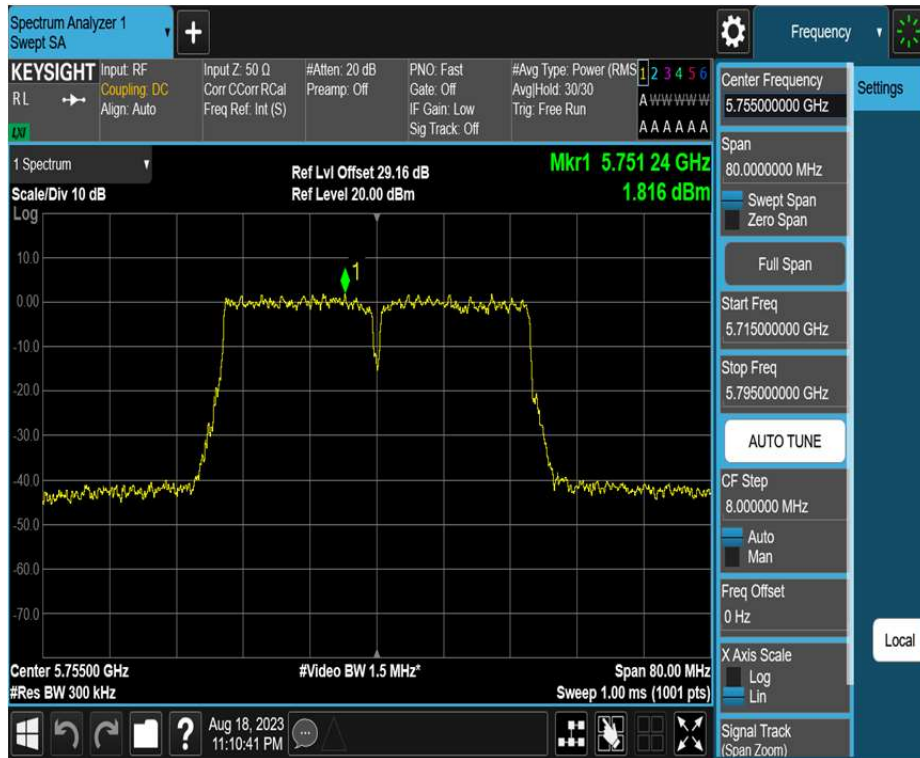 Spectrum Analyzer 1
Swept SA
+
Frequency
KEYSIGHT
R L
LXI
Input: RF
Coupling: DC
Align: Auto
Input Z: 50 Ω
Corr CCorr RCal
Freq Ref: Int (S)
#Atten: 20 dB
Preamp: Off
PNO: Fast
Gate: Off
IF Gain: Low
Sig Track: Off
#Avg Type: Power (RMS
Avg|Hold: 30/30
Trig: Free Run
1 2 3 4 5 6
A W W W W W
A A A A A A
1 Spectrum
Scale/Div 10 dB
Log
Ref Lvl Offset 29.16 dB
Ref Level 20.00 dBm
Mkr1 5.751 24 GHz
1.816 dBm
1
10.0
0.00
-10.0
-20.0
-30.0
-40.0
-50.0
-60.0
-70.0
Center 5.75500 GHz
#Res BW 300 kHz
#Video BW 1.5 MHz*
Span 80.00 MHz
Sweep 1.00 ms (1001 pts)
?
Aug 18, 2023
11:10:41 PM
Center Frequency
5.755000000 GHz
Span
80.0000000 MHz
Swept Span
Zero Span
Full Span
Start Freq
5.715000000 GHz
Stop Freq
5.795000000 GHz
AUTO TUNE
CF Step
8.000000 MHz
Auto
Man
Freq Offset
0 Hz
X Axis Scale
Log
Lin
Signal Track
(Span Zoom)
Settings
Local